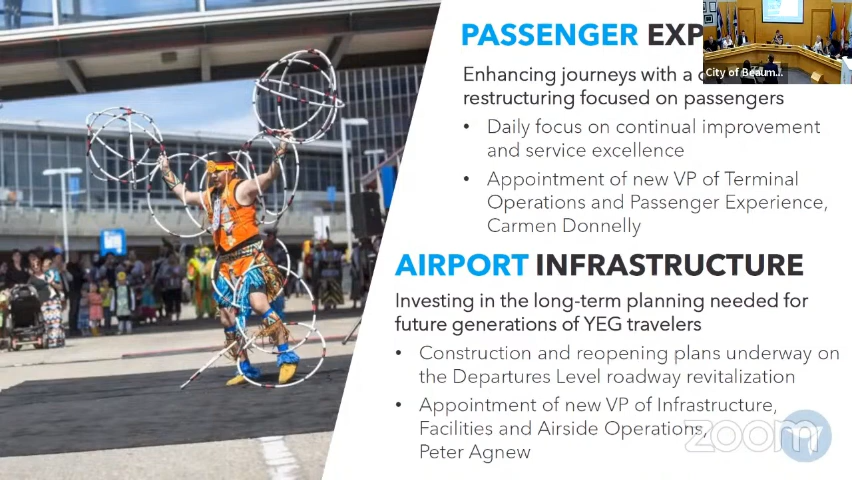 PASSENGER
City of Beaum...
Enhancing journeys with a
restructuring focused on passengers
• Daily focus on continual improvement
and service excellence
• Appointment of new VP of Terminal
Operations and Passenger Experience,
Carmen Donnelly
AIRPORT INFRASTRUCTURE
Investing in the long-term planning needed for
future generations of YEG travelers
• Construction and reopening plans underway on
the Departures Level roadway revitalization
• Appointment of new VP of Infrastructure,
Facilities and Airside Operations,
Peter Agnew
zoom